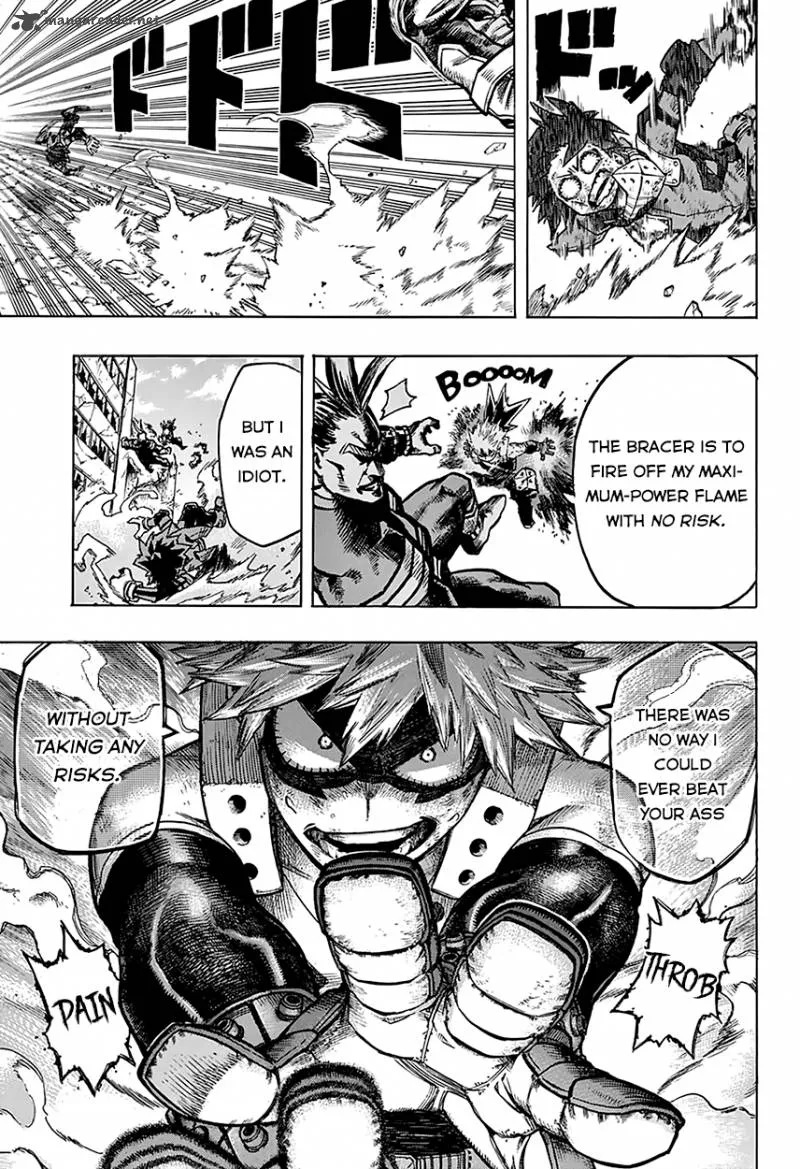 mangareader.net
ドッ
ドドド
THE BRACER IS TO
FIRE OFF MY MAXI-
MUM-POWER FLAME
WITH NO RISK.
BOOOOM
BUT I
WAS AN
IDIOT.
THERE WAS
NO WAY I
COULD
EVER BEAT
YOUR ASS
WITHOUT
TAKING ANY
RISKS.
THROB
PAIN